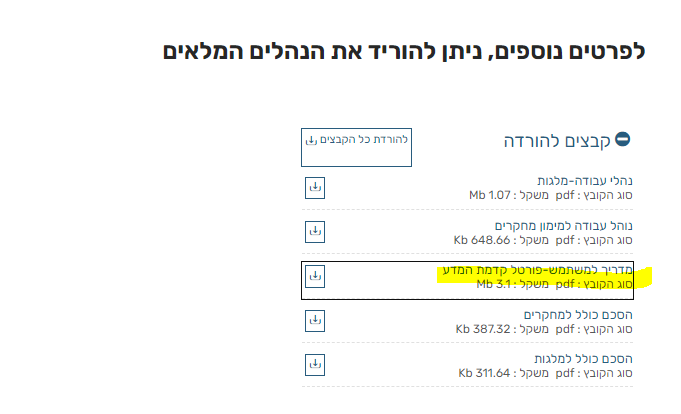 לפרטים נוספים, ניתן להוריד את הנהלים המלאים
קבצים להורדה
להורדת כל הקבצים
נהלי עבודה-מלגות
סוג הקובץ : pdf משקל : 1.07 Mb
נוהל עבודה למימון מחקרים
סוג הקובץ : pdf משקל : 648.66 Kb
מדריך למשתמש-פורטל קדמת המדע
סוג הקובץ : pdf משקל : 3.1 Mb
הסכם כולל למחקרים
סוג הקובץ : pdf משקל : 387.32 Kb
הסכם כולל למלגות
סוג הקובץ : pdf משקל : 311.64 Kb